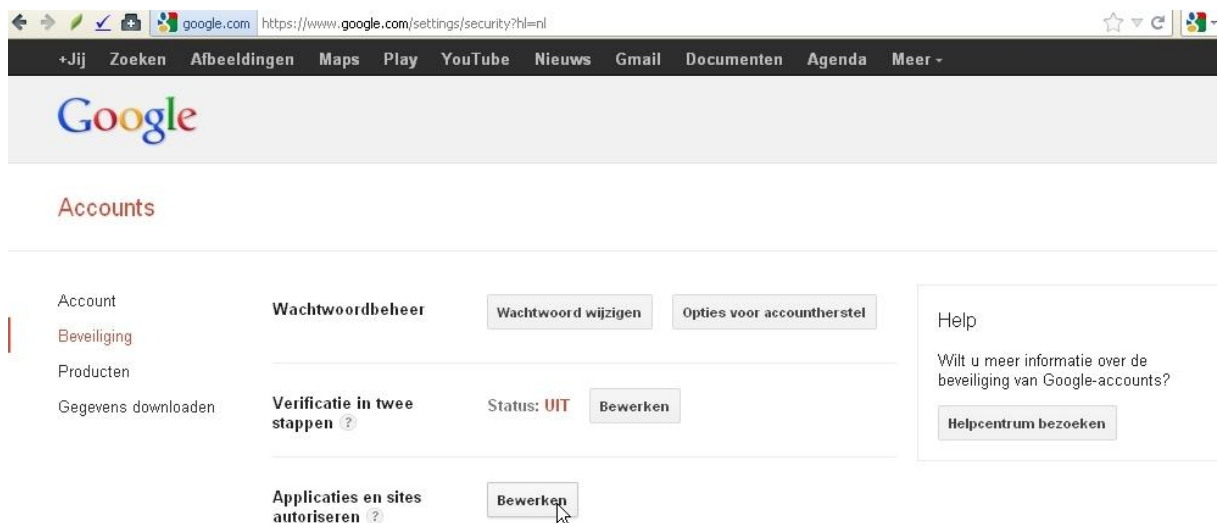 google.com https://www.google.com/settings/security?hl=nl
+Jij Zoeken Afbeeldingen Maps Play YouTube Nieuws Gmail Documenten Agenda Meer
Google
Accounts
Account
Beveiliging
Producten
Gegevens downloaden
Wachtwoordbeheer Wachtwoord wijzigen Opties voor accountherstel
Verificatie in twee
stappen ? Status: UIT Bewerken
Applicaties en sites
autoriseren ? Bewerken
Help
Wilt u meer informatie over de
beveiliging van Google-accounts?
Helpcentrum bezoeken